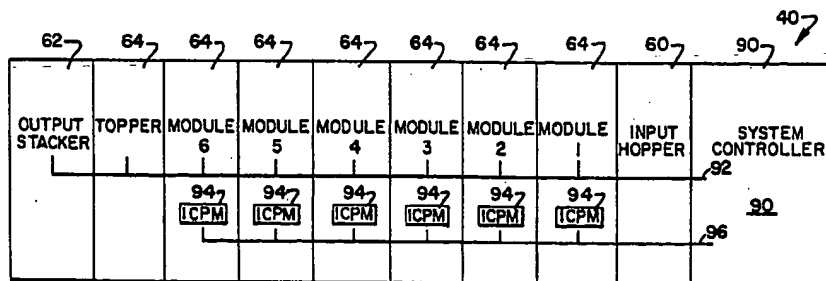 40
62 64 64 64 64 64 64 64 60 90
OUTPUT STACKER
TOPPER
MODULE 6
MODULE 5
MODULE 4
MODULE 3
MODULE 2
MODULE 1
INPUT HOPPER
SYSTEM CONTROLLER
92
94 94 94 94 94 94
ICPM ICPM ICPM ICPM ICPM ICPM
90
96